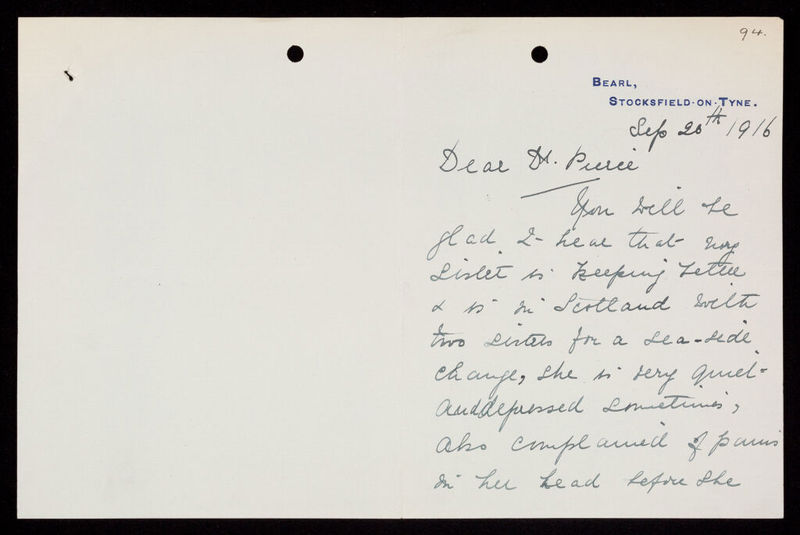 94.
BEARL,
STOCKSFIELD-ON-TYNE.
Sep 20th 1916
Dear Dr. Pierce
You will be
glad to hear that my
sister is keeping better
& is in Scotland with
two sisters for a sea-side
change, she is very quiet
and depressed sometimes,
also complained of pains
in her head before she